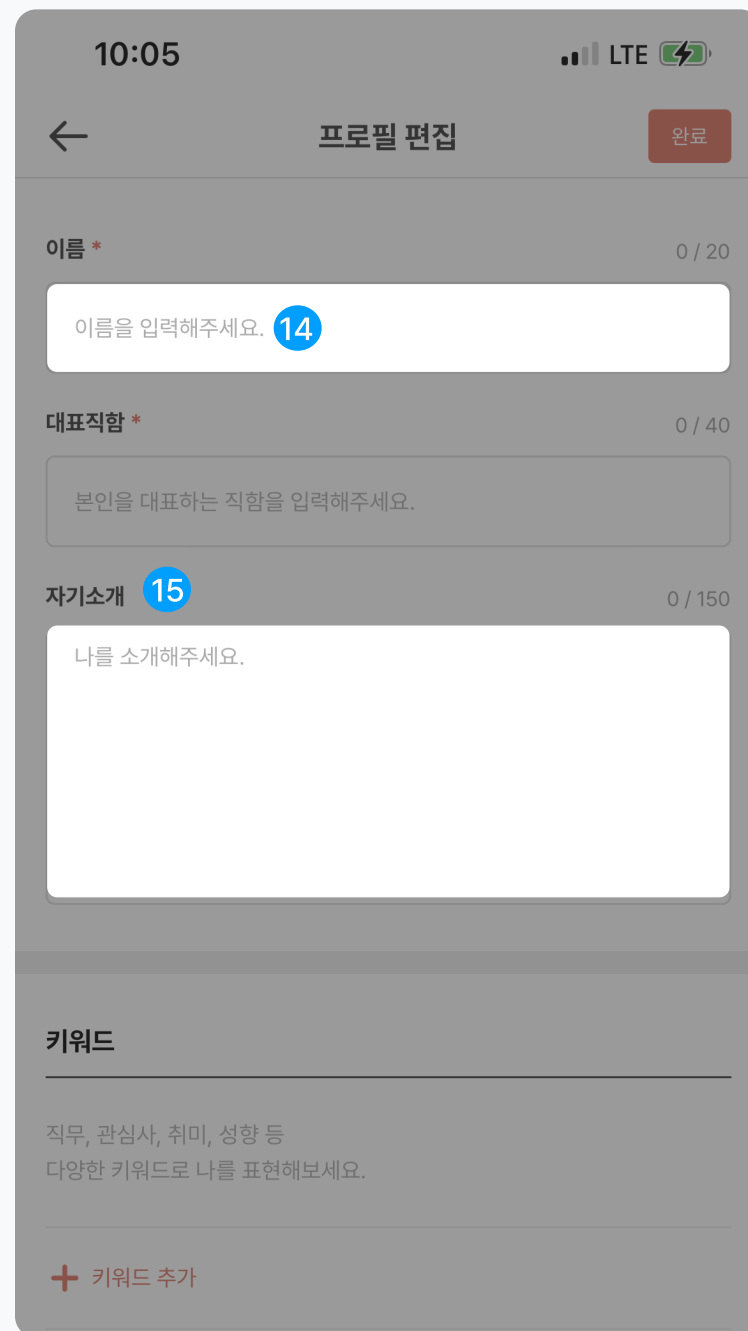 10:05 LTE
프로필 편집 완료
이름 * 0 / 20
이름을 입력해주세요. 14
대표직함 * 0 / 40
본인을 대표하는 직함을 입력해주세요.
자기소개 15 0 / 150
나를 소개해주세요.
키워드
직무, 관심사, 취미, 성향 등
다양한 키워드로 나를 표현해보세요.
+ 키워드 추가